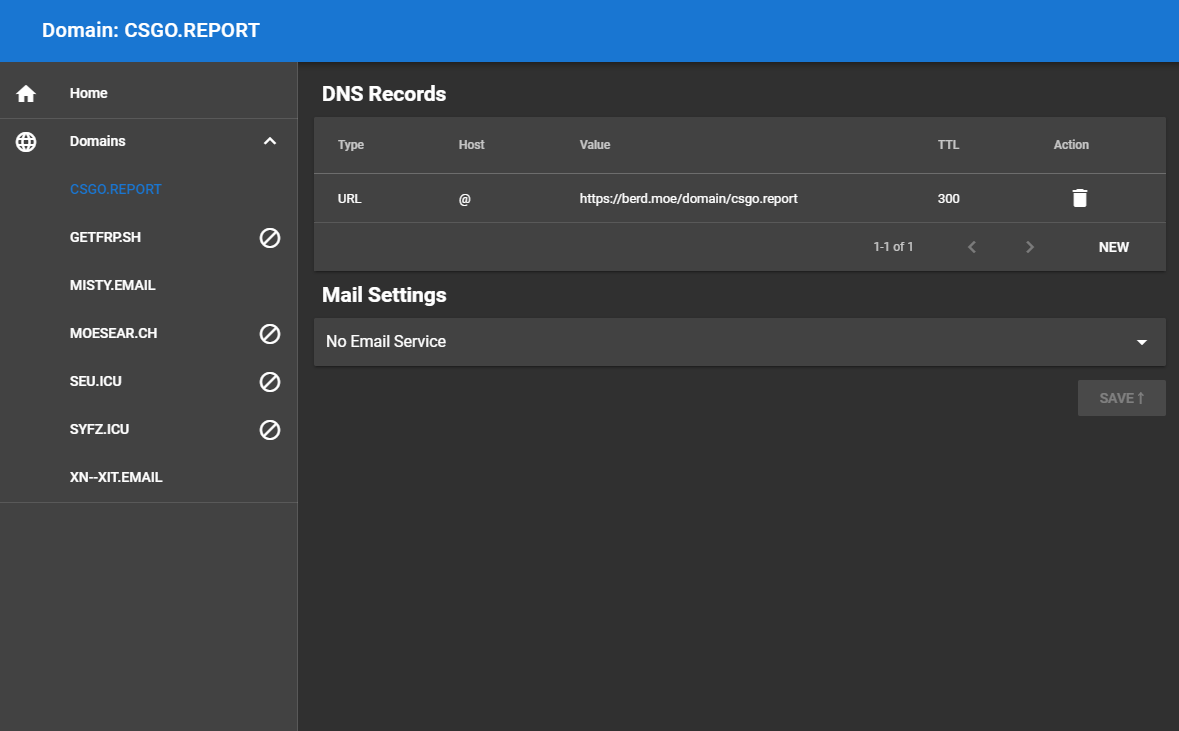 Domain: CSGO.REPORT
Home
Domains
CSGO.REPORT
GETFRP.SH
MISTY.EMAIL
MOESEAR.CH
SEU.ICU
SYFZ.ICU
XN--XIT.EMAIL
DNS Records
Type Host Value TTL Action
URL @ https://berd.moe/domain/csgo.report 300
1-1 of 1 NEW
Mail Settings
No Email Service
SAVE